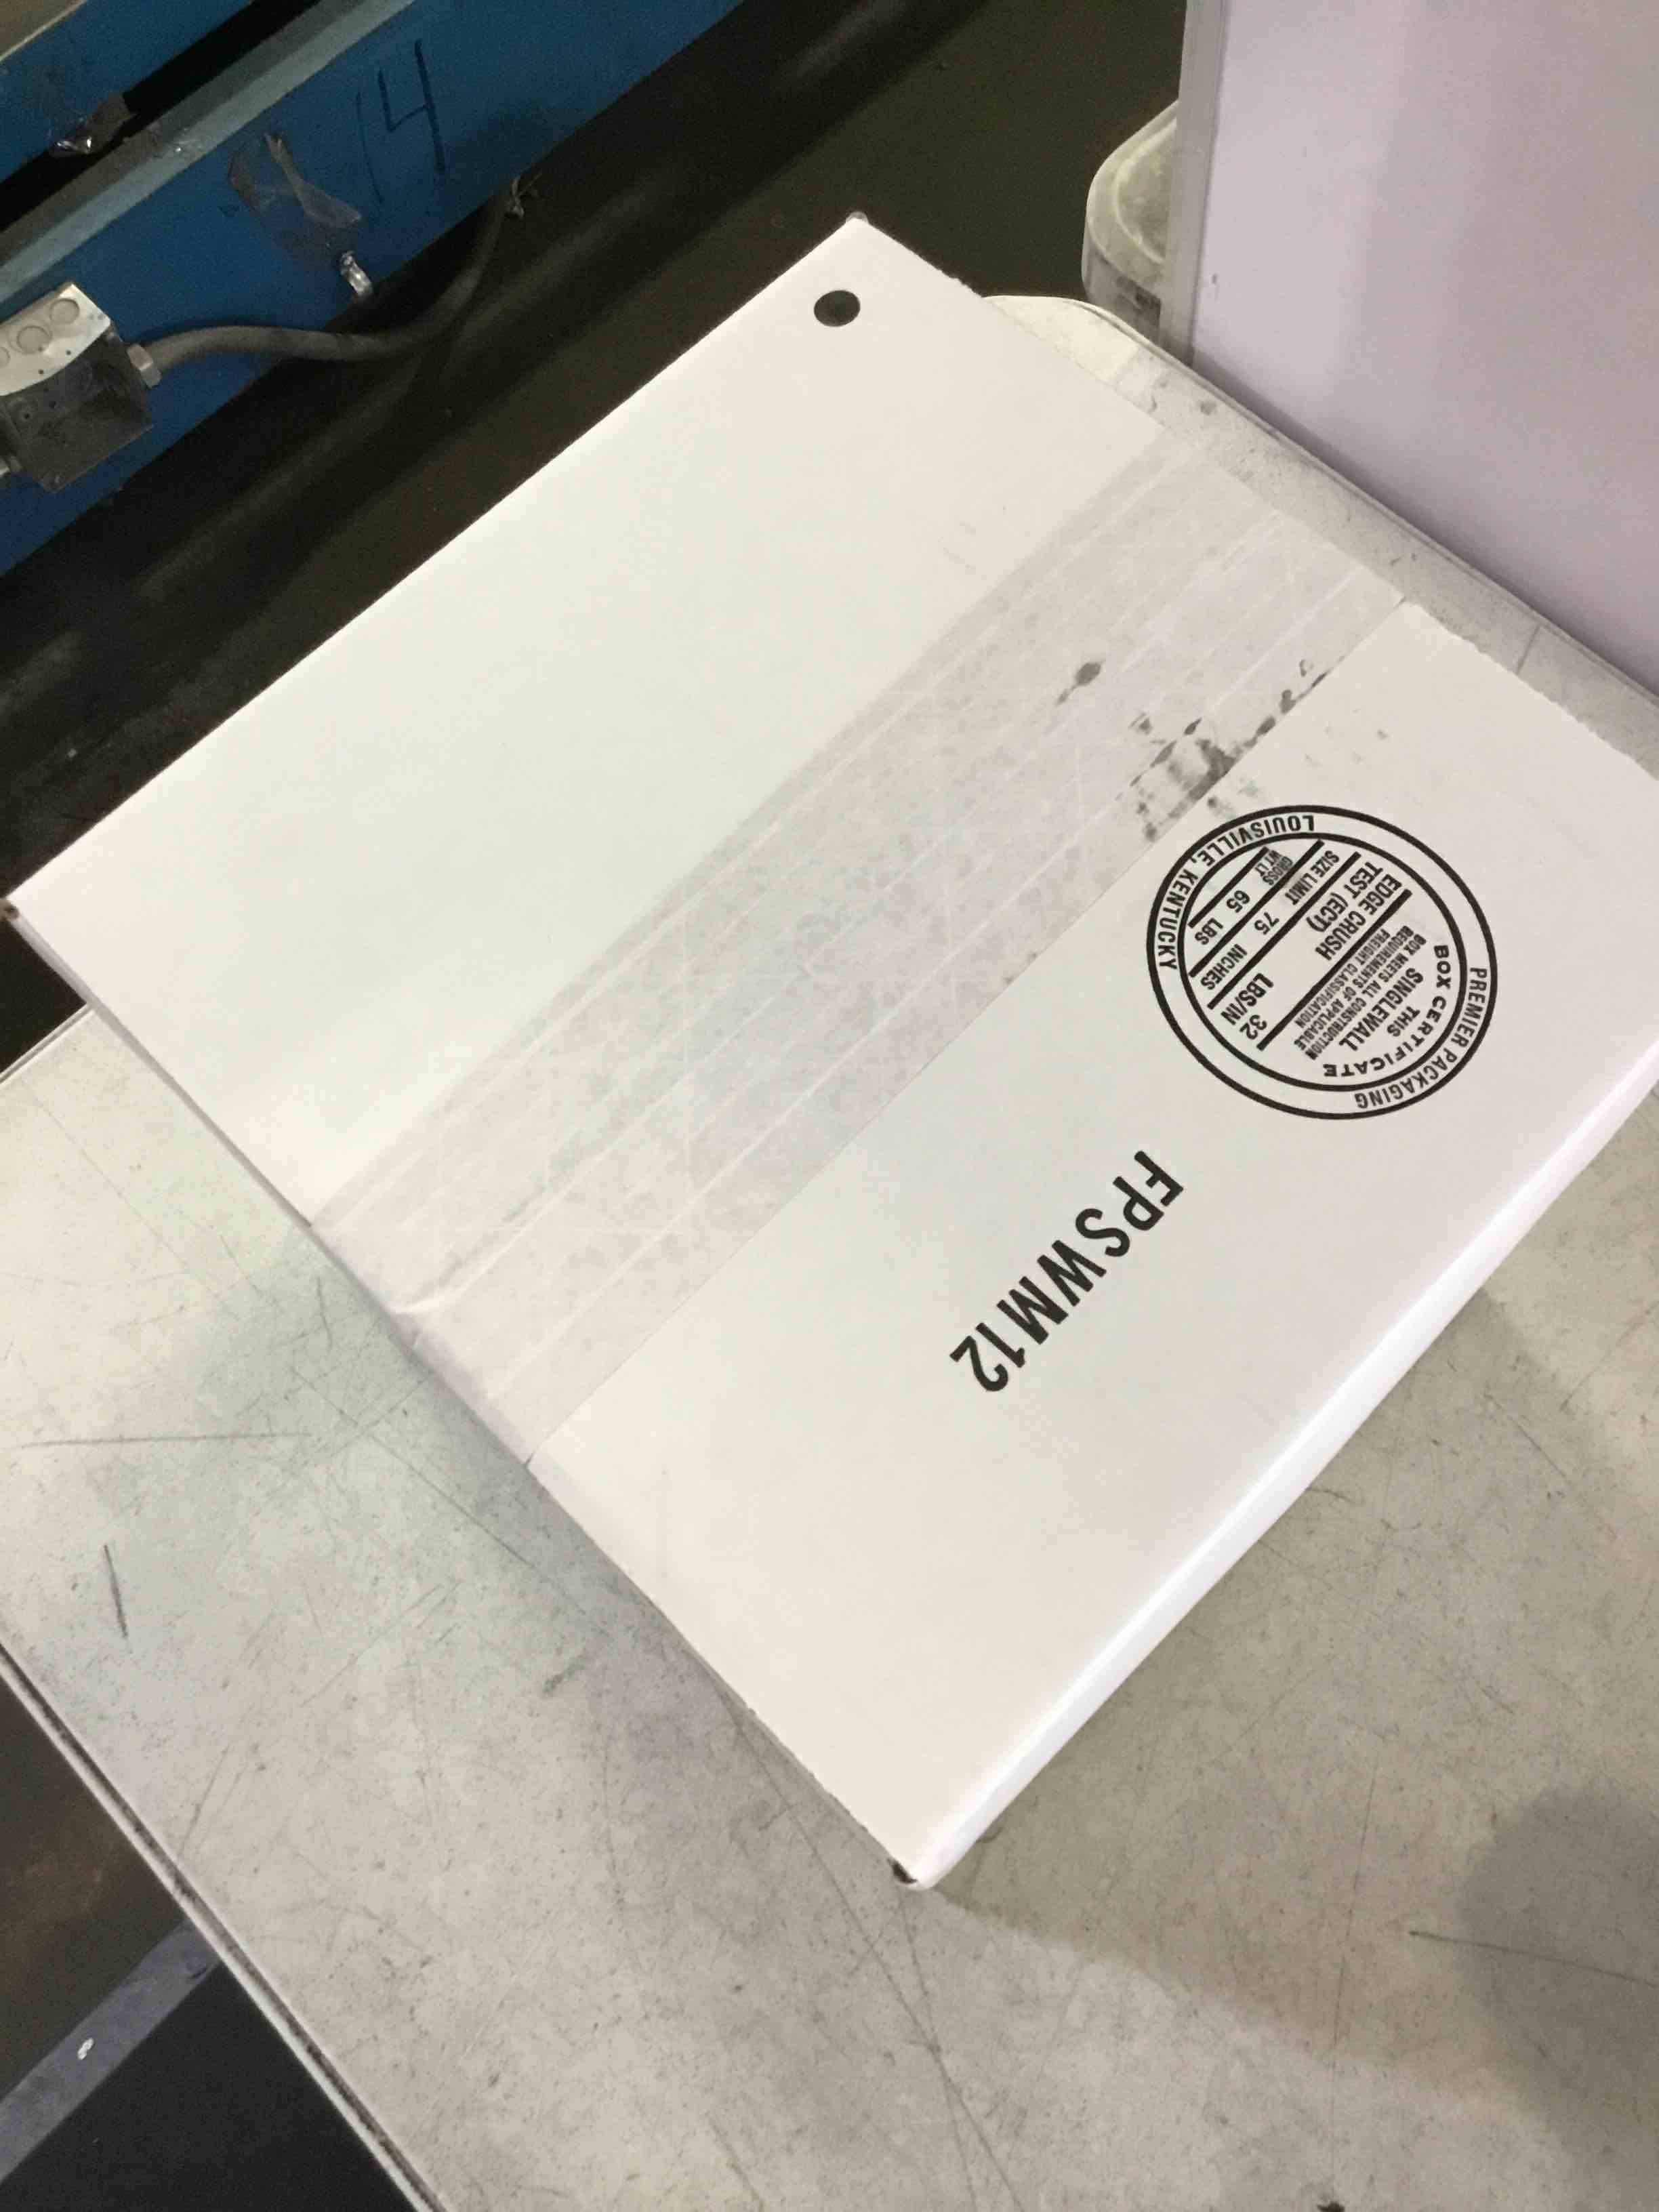 14
PREMIER PACKAGING
BOX CERTIFICATE
THIS
SINGLEWALL
BOX MEETS ALL CONSTRUCTION
REQUIREMENTS OF APPLICABLE
FREIGHT CLASSIFICATION
EDGE CRUSH
TEST (ECT) 32
LBS/IN
SIZE LIMIT 75 INCHES
GROSS
WT LT 65 LBS
LOUISVILLE, KENTUCKY
FPSWM12